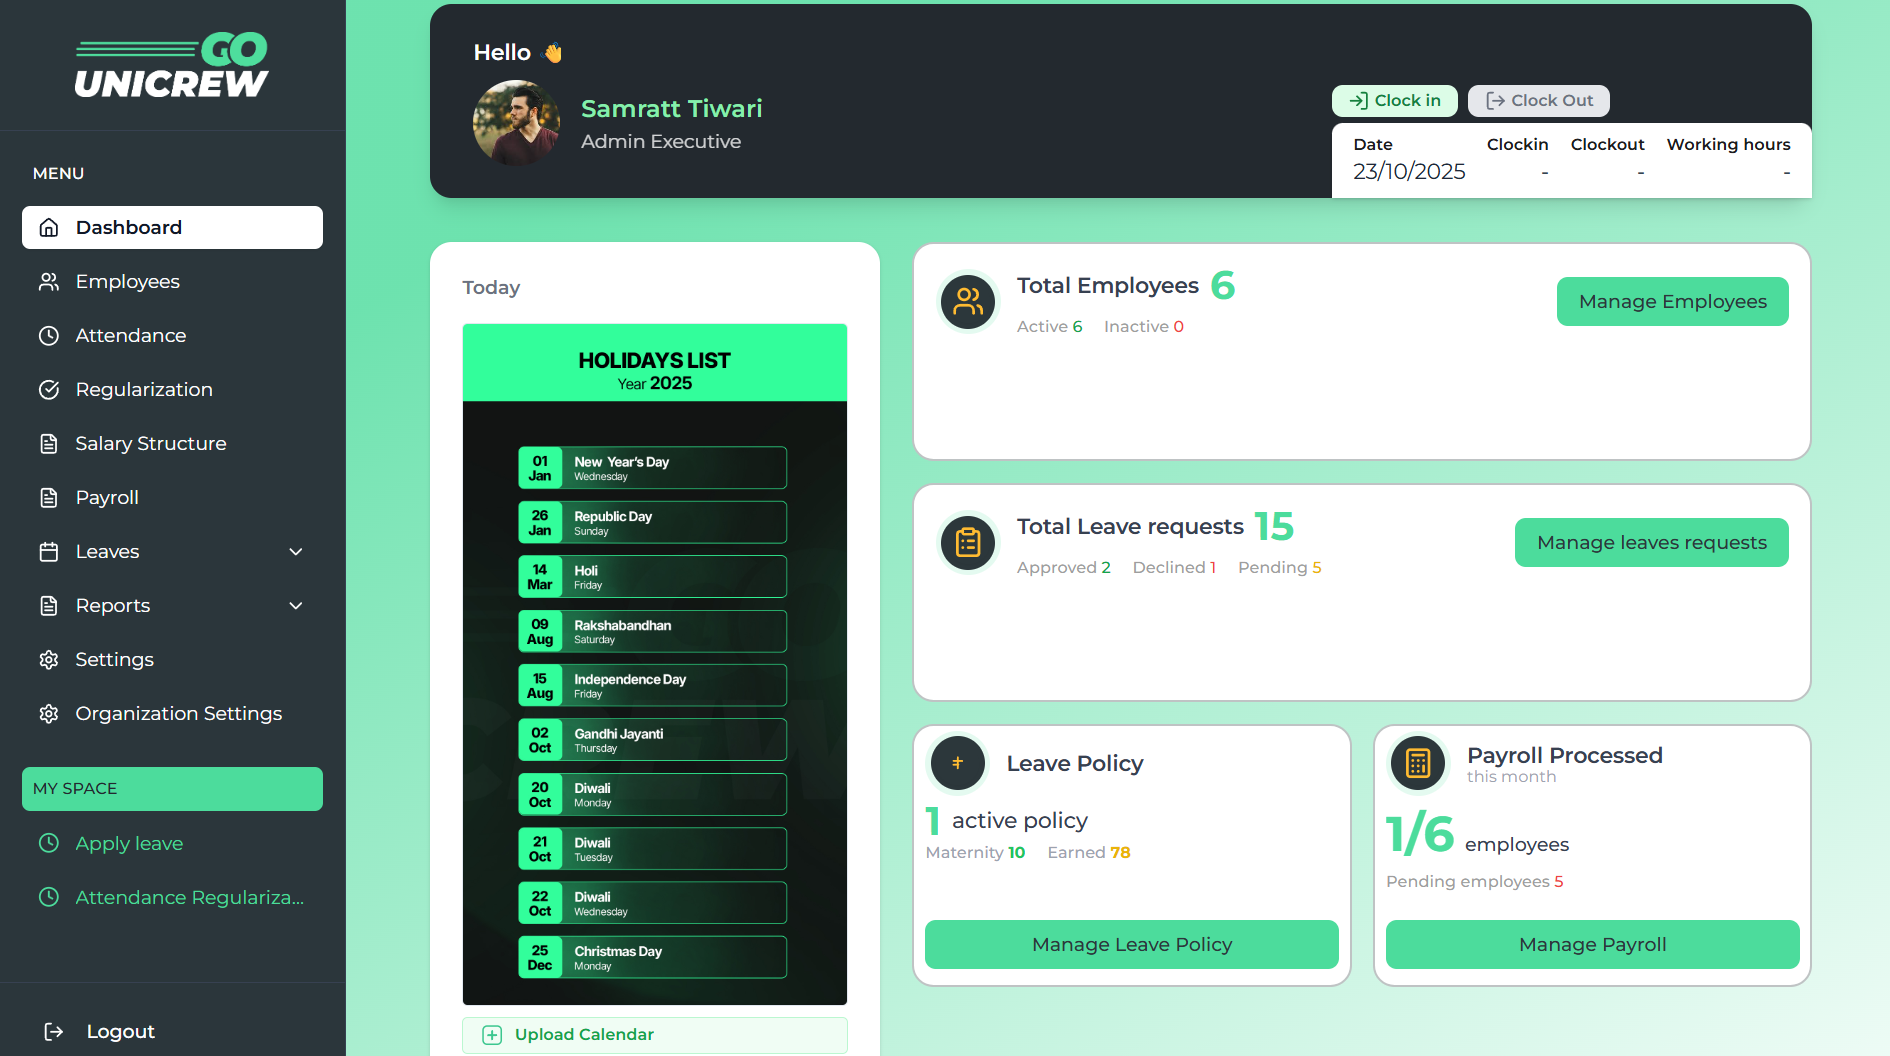 GO
UNICREW
MENU
Dashboard
Employees
Attendance
Regularization
Salary Structure
Payroll
Leaves
Reports
Settings
Organization Settings
MY SPACE
Apply leave
Attendance Regulariza...
Logout
Hello 👋
Samratt Tiwari
Admin Executive
Clock in
Clock Out
Date Clockin Clockout Working hours
23/10/2025 - - -
Today
HOLIDAYS LIST
Year 2025
01 Jan New Year's Day
Wednesday
26 Jan Republic Day
Sunday
14 Mar Holi
Friday
09 Aug Rakshabandhan
Saturday
15 Aug Independence Day
Friday
02 Oct Gandhi Jayanti
Thursday
20 Oct Diwali
Monday
21 Oct Diwali
Tuesday
22 Oct Diwali
Wednesday
25 Dec Christmas Day
Monday
Upload Calendar
Total Employees 6
Active 6 Inactive 0
Manage Employees
Total Leave requests 15
Approved 2 Declined 1 Pending 5
Manage leaves requests
Leave Policy
1 active policy
Maternity 10 Earned 78
Manage Leave Policy
Payroll Processed
this month
1/6 employees
Pending employees 5
Manage Payroll